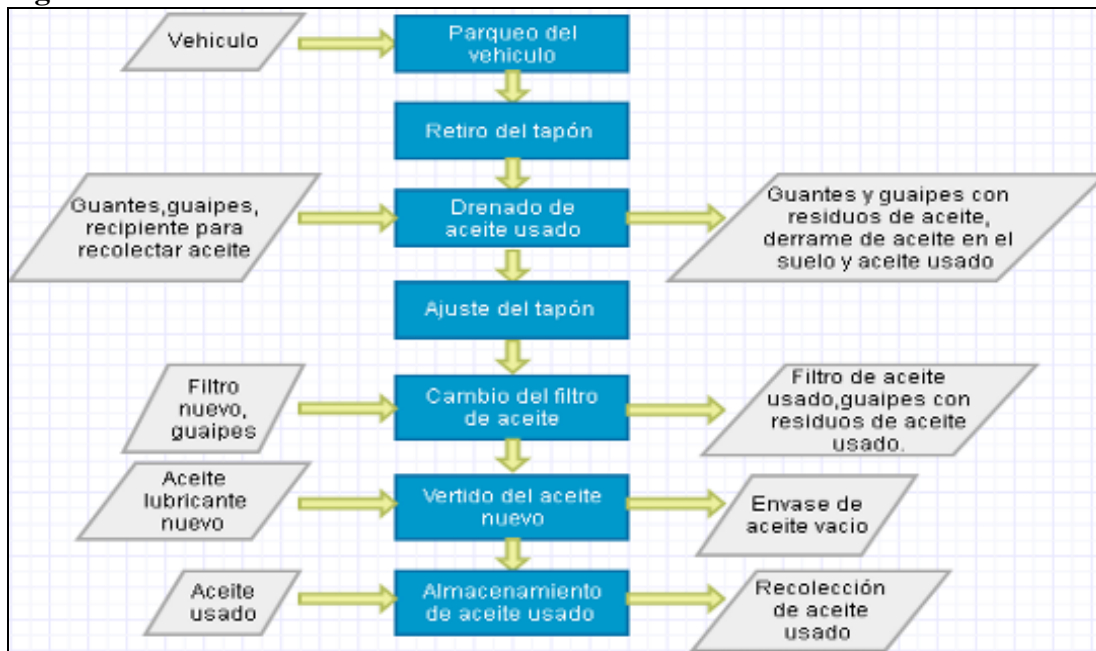 Vehiculo
Parqueo del
vehiculo
Retiro del tapón
Guantes,guaipes,
recipiente para
recolectar aceite
Drenado de
aceite usado
Guantes y guaipes con
residuos de aceite,
derrame de aceite en el
suelo y aceite usado
Ajuste del tapón
Filtro
nuevo,
guaipes
Cambio del filtro
de aceite
Filtro de aceite
usado,guaipes con
residuos de aceite
usado.
Aceite
lubricante
nuevo
Vertido del aceite
nuevo
Envase de
aceite vacio
Aceite
usado
Almacenamiento
de aceite usado
Recolección
de aceite
usado